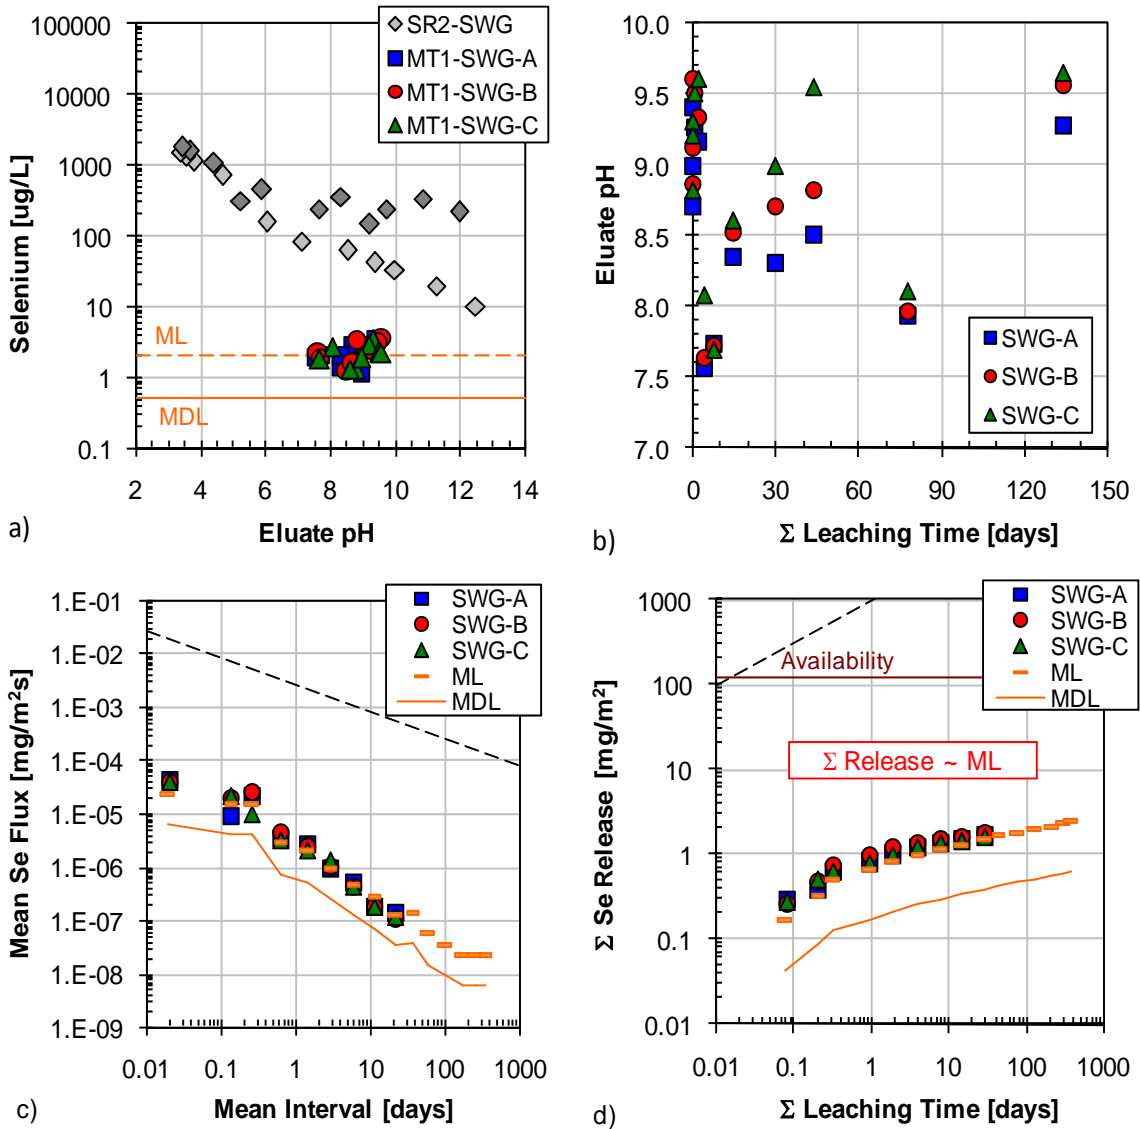 Selenium [ug/L]
100000
10000
1000
100
10
1
0.1
SR2-SWG
MT1-SWG-A
MT1-SWG-B
MT1-SWG-C
ML
MDL
2 4 6 8 10 12 14
Eluate pH
a)
Eluate pH
10.0
9.5
9.0
8.5
8.0
7.5
7.0
SWG-A
SWG-B
SWG-C
0 30 60 90 120 150
Σ Leaching Time [days]
b)
Mean Se Flux [mg/m²s]
1.E-01
1.E-02
1.E-03
1.E-04
1.E-05
1.E-06
1.E-07
1.E-08
1.E-09
SWG-A
SWG-B
SWG-C
ML
MDL
0.01 0.1 1 10 100 1000
Mean Interval [days]
c)
Σ Se Release [mg/m²]
1000
100
10
1
0.1
0.01
SWG-A
SWG-B
SWG-C
ML
MDL
Availability
Σ Release ~ ML
0.01 0.1 1 10 100 1000
Σ Leaching Time [days]
d)